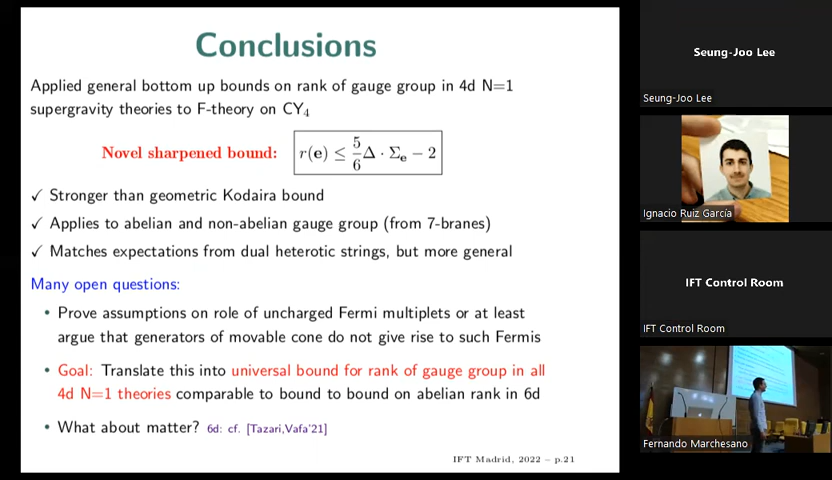 Conclusions
Applied general bottom up bounds on rank of gauge group in 4d N=1
supergravity theories to F-theory on CY₄
Novel sharpened bound: r(e) ≤ 5/6 Δ · Σₑ − 2
✓ Stronger than geometric Kodaira bound
✓ Applies to abelian and non-abelian gauge group (from 7-branes)
✓ Matches expectations from dual heterotic strings, but more general
Many open questions:
• Prove assumptions on role of uncharged Fermi multiplets or at least
argue that generators of movable cone do not give rise to such Fermis
• Goal: Translate this into universal bound for rank of gauge group in all
4d N=1 theories comparable to bound to bound on abelian rank in 6d
• What about matter? 6d: cf. [Tazari,Vafa'21]
IFT Madrid, 2022 – p.21
Seung-Joo Lee
Seung-Joo Lee
Ignacio Ruiz García
IFT Control Room
IFT Control Room
Fernando Marchesano